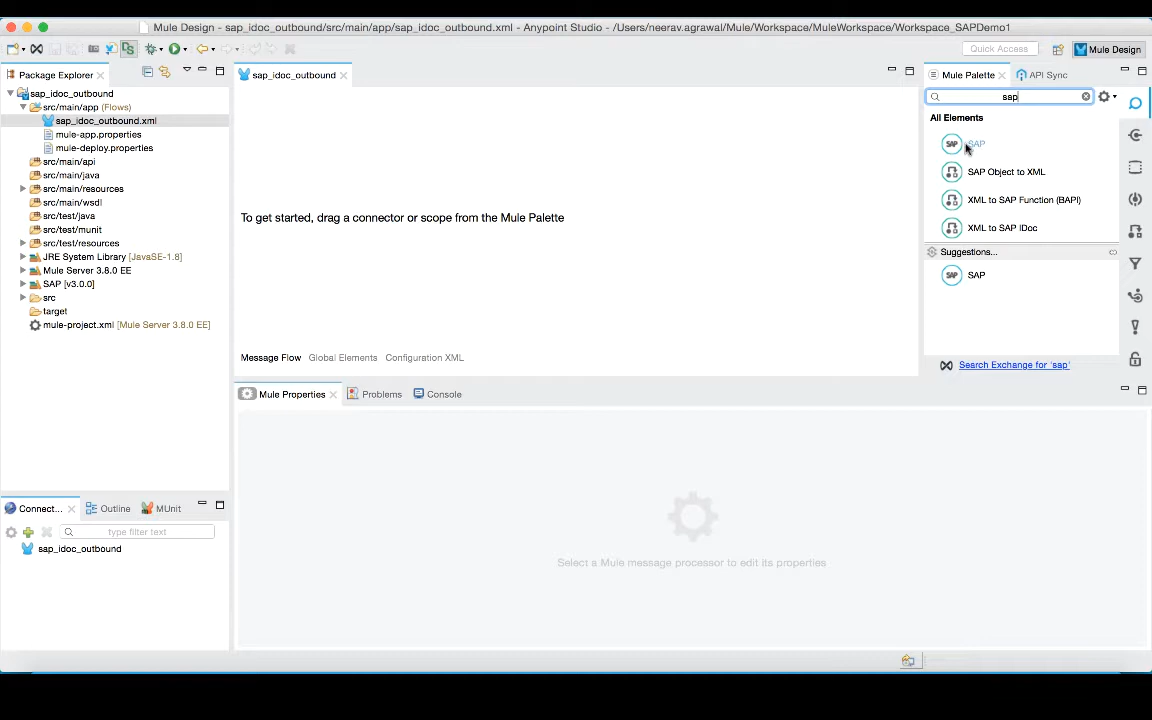 Mule Design - sap_idoc_outbound/src/main/app/sap_idoc_outbound.xml - Anypoint Studio - /Users/neerav.agrawal/Mule/Workspace/MuleWorkspace/Workspace_SAPDemo1
Quick Access
Mule Design
Package Explorer
sap_idoc_outbound
Mule Palette
API Sync
sap_idoc_outbound
src/main/app (Flows)
sap_idoc_outbound.xml
mule-app.properties
mule-deploy.properties
src/main/api
src/main/java
src/main/resources
src/main/wsdl
src/test/java
src/test/munit
src/test/resources
JRE System Library [JavaSE-1.8]
Mule Server 3.8.0 EE
SAP [v3.0.0]
src
target
mule-project.xml [Mule Server 3.8.0 EE]
To get started, drag a connector or scope from the Mule Palette
Message Flow
Global Elements
Configuration XML
sap
All Elements
SAP SAP
SAP Object to XML
XML to SAP Function (BAPI)
XML to SAP IDoc
Suggestions...
SAP SAP
Search Exchange for 'sap'
Mule Properties
Problems
Console
Select a Mule message processor to edit its properties
Connect...
Outline
MUnit
type filter text
sap_idoc_outbound